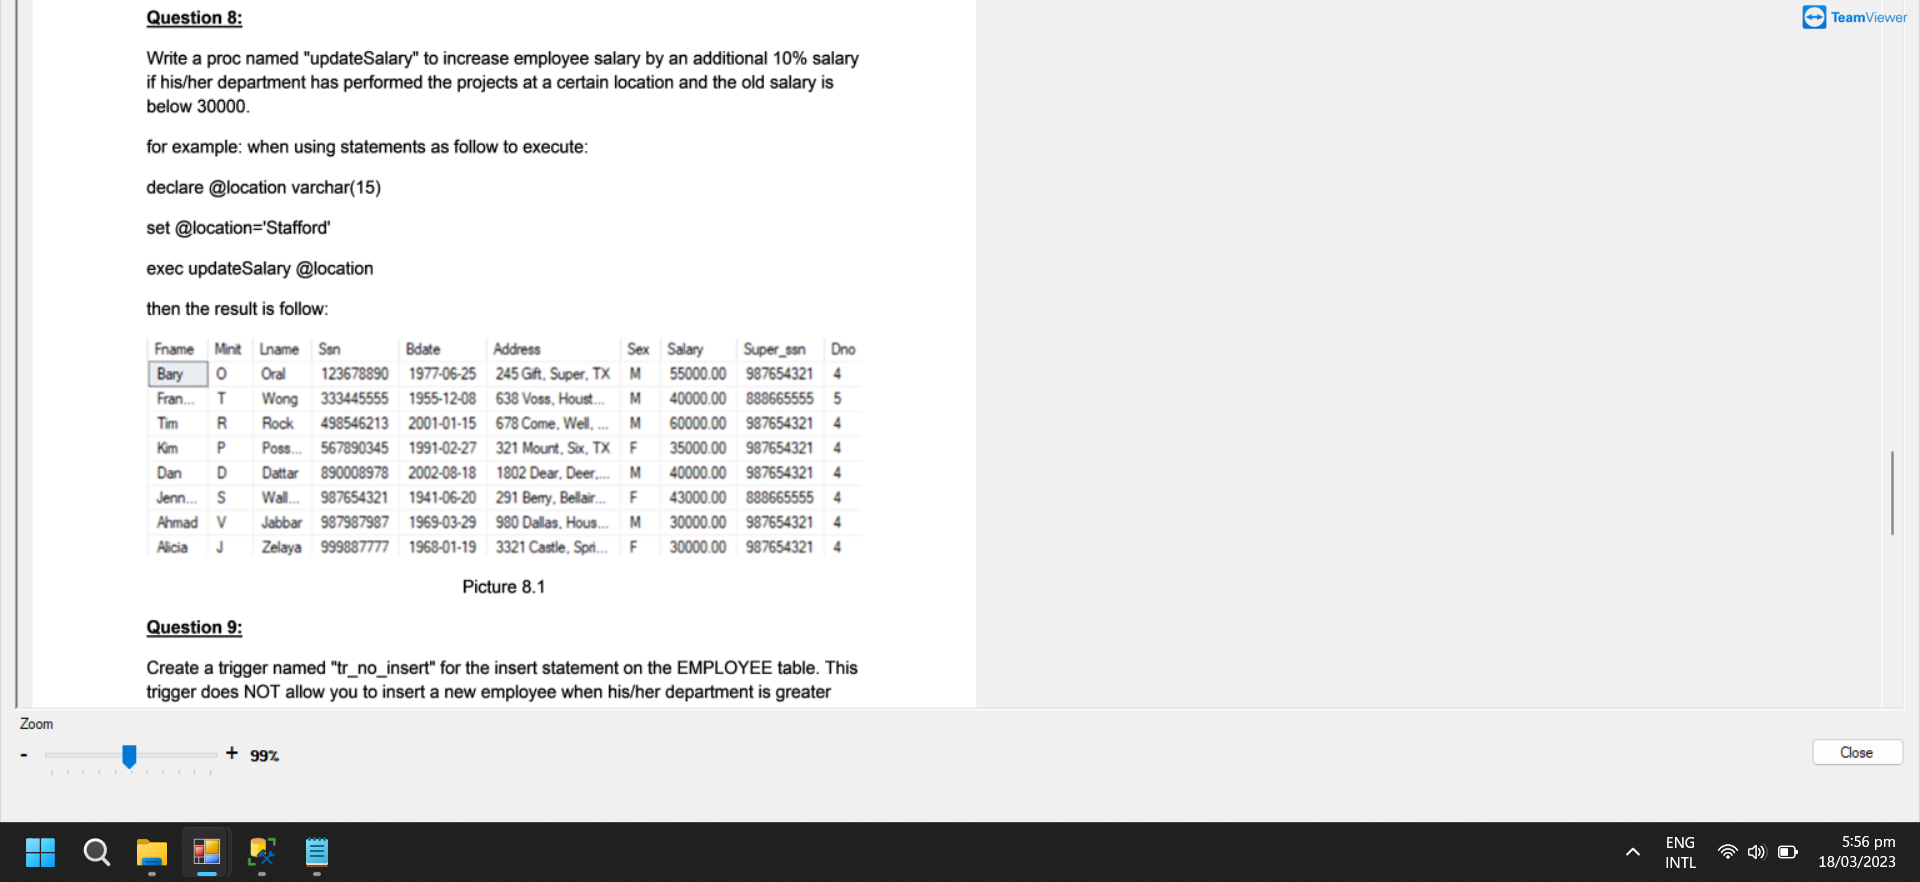 Question 8:
TeamViewer
Write a proc named "updateSalary" to increase employee salary by an additional 10% salary
if his/her department has performed the projects at a certain location and the old salary is
below 30000.
for example: when using statements as follow to execute:
declare @location varchar(15)
set @location='Stafford'
exec updateSalary @location
then the result is follow:
Fname Minit Lname Ssn Bdate Address Sex Salary Super_ssn Dno
Bary O Oral 123678890 1977-06-25 245 Gift, Super, TX M 55000.00 987654321 4
Fran... T Wong 333445555 1955-12-08 638 Voss, Houst... M 40000.00 888665555 5
Tim R Rock 498546213 2001-01-15 678 Come, Well, ... M 60000.00 987654321 4
Kim P Poss... 567890345 1991-02-27 321 Mount, Six, TX F 35000.00 987654321 4
Dan D Dattar 890008978 2002-08-18 1802 Dear, Deer,... M 40000.00 987654321 4
Jenn... S Wall... 987654321 1941-06-20 291 Berry, Bellair... F 43000.00 888665555 4
Ahmad V Jabbar 987987987 1969-03-29 980 Dallas, Hous... M 30000.00 987654321 4
Alicia J Zelaya 999887777 1968-01-19 3321 Castle, Spri... F 30000.00 987654321 4
Picture 8.1
Question 9:
Create a trigger named "tr_no_insert" for the insert statement on the EMPLOYEE table. This
trigger does NOT allow you to insert a new employee when his/her department is greater
Zoom
- + 99%
Close
ENG
INTL
5:56 pm
18/03/2023